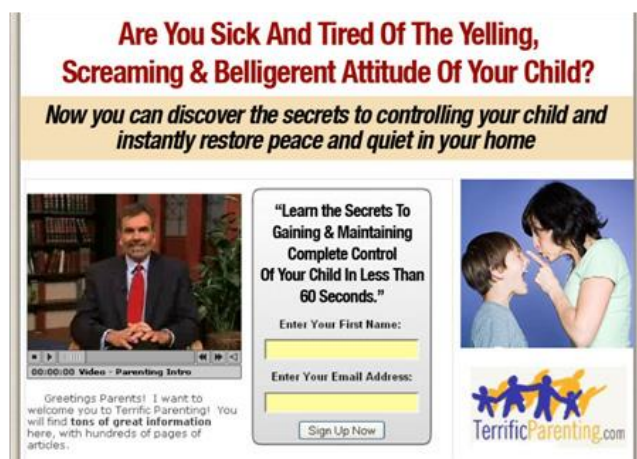 Are You Sick And Tired Of The Yelling,
Screaming & Belligerent Attitude Of Your Child?
Now you can discover the secrets to controlling your child and
instantly restore peace and quiet in your home
00:00:00 Video - Parenting Intro
Greetings Parents! I want to
welcome you to Terrific Parenting! You
will find tons of great information
here, with hundreds of pages of
articles.
“Learn the Secrets To
Gaining & Maintaining
Complete Control
Of Your Child In Less Than
60 Seconds.”
Enter Your First Name:
Enter Your Email Address:
Sign Up Now
TerrificParenting.com